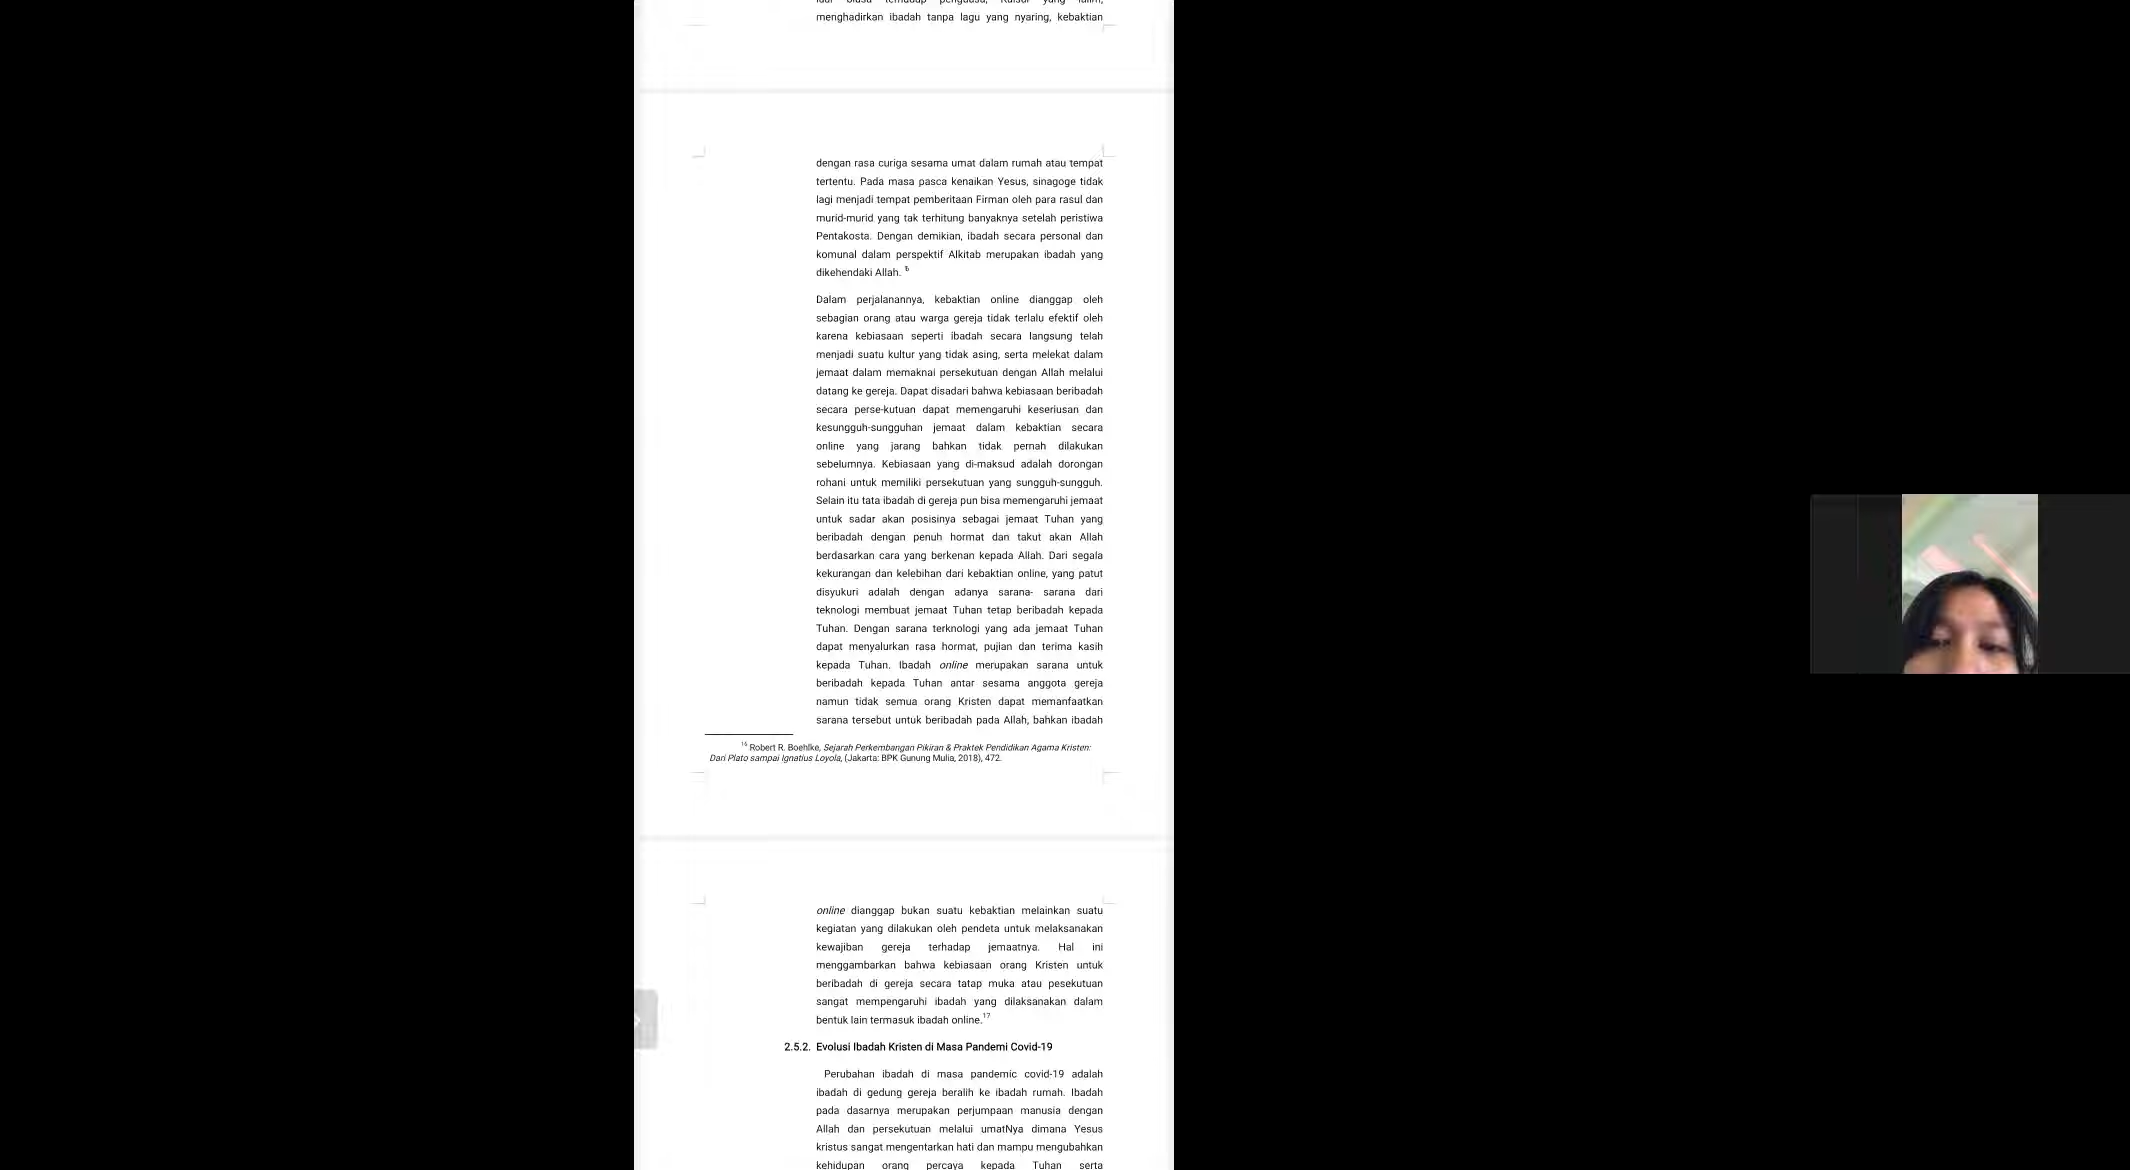 luar biasa terhadap penguasa, Kaisar yang lalim,
menghadirkan ibadah tanpa lagu yang nyaring, kebaktian
dengan rasa curiga sesama umat dalam rumah atau tempat
tertentu. Pada masa pasca kenaikan Yesus, sinagoge tidak
lagi menjadi tempat pemberitaan Firman oleh para rasul dan
murid-murid yang tak terhitung banyaknya setelah peristiwa
Pentakosta. Dengan demikian, ibadah secara personal dan
komunal dalam perspektif Alkitab merupakan ibadah yang
dikehendaki Allah.
Dalam perjalanannya, kebaktian online dianggap oleh
sebagian orang atau warga gereja tidak terlalu efektif oleh
karena kebiasaan seperti ibadah secara langsung telah
menjadi suatu kultur yang tidak asing, serta melekat dalam
jemaat dalam memaknai persekutuan dengan Allah melalui
datang ke gereja. Dapat disadari bahwa kebiasaan beribadah
secara perse-kutuan dapat memengaruhi keseriusan dan
kesungguh-sungguhan jemaat dalam kebaktian secara
online yang jarang bahkan tidak pernah dilakukan
sebelumnya. Kebiasaan yang di-maksud adalah dorongan
rohani untuk memiliki persekutuan yang sungguh-sungguh.
Selain itu tata ibadah di gereja pun bisa memengaruhi jemaat
untuk sadar akan posisinya sebagai jemaat Tuhan yang
beribadah dengan penuh hormat dan takut akan Allah
berdasarkan cara yang berkenan kepada Allah. Dari segala
kekurangan dan kelebihan dari kebaktian online, yang patut
disyukuri adalah dengan adanya sarana- sarana dari
teknologi membuat jemaat Tuhan tetap beribadah kepada
Tuhan. Dengan sarana terknologi yang ada jemaat Tuhan
dapat menyalurkan rasa hormat, pujian dan terima kasih
kepada Tuhan. Ibadah online merupakan sarana untuk
beribadah kepada Tuhan antar sesama anggota gereja
namun tidak semua orang Kristen dapat memanfaatkan
sarana tersebut untuk beribadah pada Allah, bahkan ibadah
16 Robert R. Boehlke, Sejarah Perkembangan Pikiran & Praktek Pendidikan Agama Kristen:
Dari Plato sampai Ignatius Loyola, (Jakarta: BPK Gunung Mulia, 2018), 472.
online dianggap bukan suatu kebaktian melainkan suatu
kegiatan yang dilakukan oleh pendeta untuk melaksanakan
kewajiban gereja terhadap jemaatnya. Hal ini
menggambarkan bahwa kebiasaan orang Kristen untuk
beribadah di gereja secara tatap muka atau pesekutuan
sangat mempengaruhi ibadah yang dilaksanakan dalam
bentuk lain termasuk ibadah online.17
2.5.2. Evolusi Ibadah Kristen di Masa Pandemi Covid-19
Perubahan ibadah di masa pandemic covid-19 adalah
ibadah di gedung gereja beralih ke ibadah rumah. Ibadah
pada dasarnya merupakan perjumpaan manusia dengan
Allah dan persekutuan melalui umatNya dimana Yesus
kristus sangat mengentarkan hati dan mampu mengubahkan
kehidupan orang percaya kepada Tuhan serta